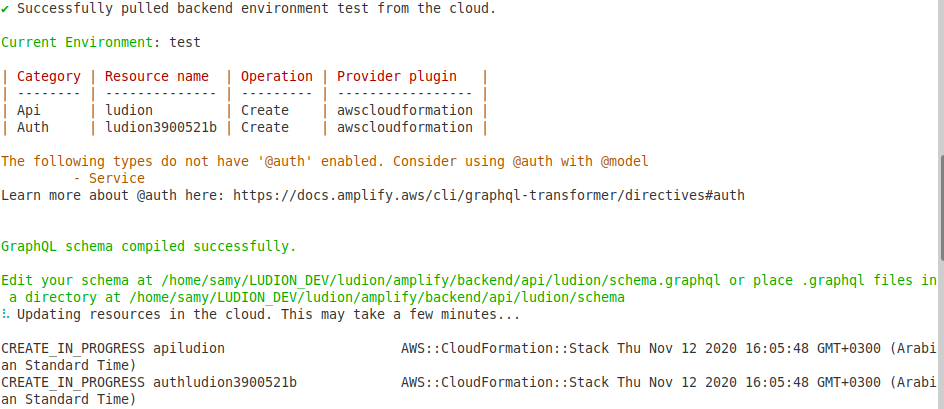 ✔ Successfully pulled backend environment test from the cloud.
Current Environment: test
| Category | Resource name  | Operation | Provider plugin   |
| -------- | -------------- | --------- | ----------------- |
| Api      | ludion         | Create    | awscloudformation |
| Auth     | ludion3900521b | Create    | awscloudformation |
The following types do not have '@auth' enabled. Consider using @auth with @model
         - Service
Learn more about @auth here: https://docs.amplify.aws/cli/graphql-transformer/directives#auth
GraphQL schema compiled successfully.
Edit your schema at /home/samy/LUDION_DEV/ludion/amplify/backend/api/ludion/schema.graphql or place .graphql files in
 a directory at /home/samy/LUDION_DEV/ludion/amplify/backend/api/ludion/schema
⠧ Updating resources in the cloud. This may take a few minutes...
CREATE_IN_PROGRESS apiludion                      AWS::CloudFormation::Stack Thu Nov 12 2020 16:05:48 GMT+0300 (Arabi
an Standard Time)
CREATE_IN_PROGRESS authludion3900521b             AWS::CloudFormation::Stack Thu Nov 12 2020 16:05:48 GMT+0300 (Arabi
an Standard Time)